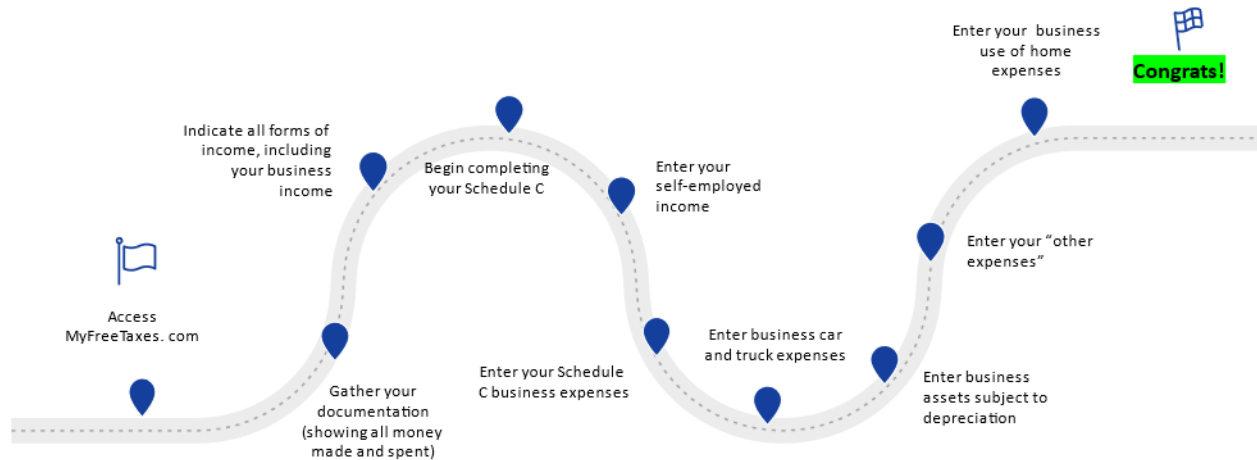 Access
MyFreeTaxes. com
Gather your
documentation
(showing all money
made and spent)
Indicate all forms of
income, including
your business
income
Begin completing
your Schedule C
Enter your
self-employed
income
Enter your Schedule
C business expenses
Enter business car
and truck expenses
Enter business
assets subject to
depreciation
Enter your “other
expenses”
Enter your business
use of home
expenses
Congrats!